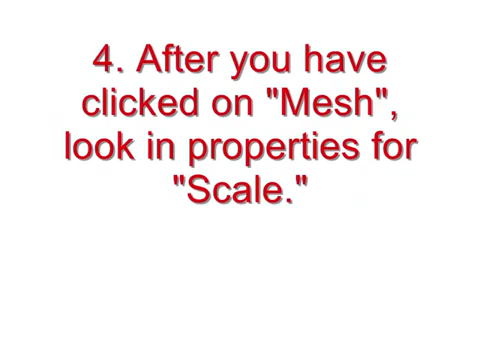 4. After you have
clicked on "Mesh",
look in properties for
"Scale."